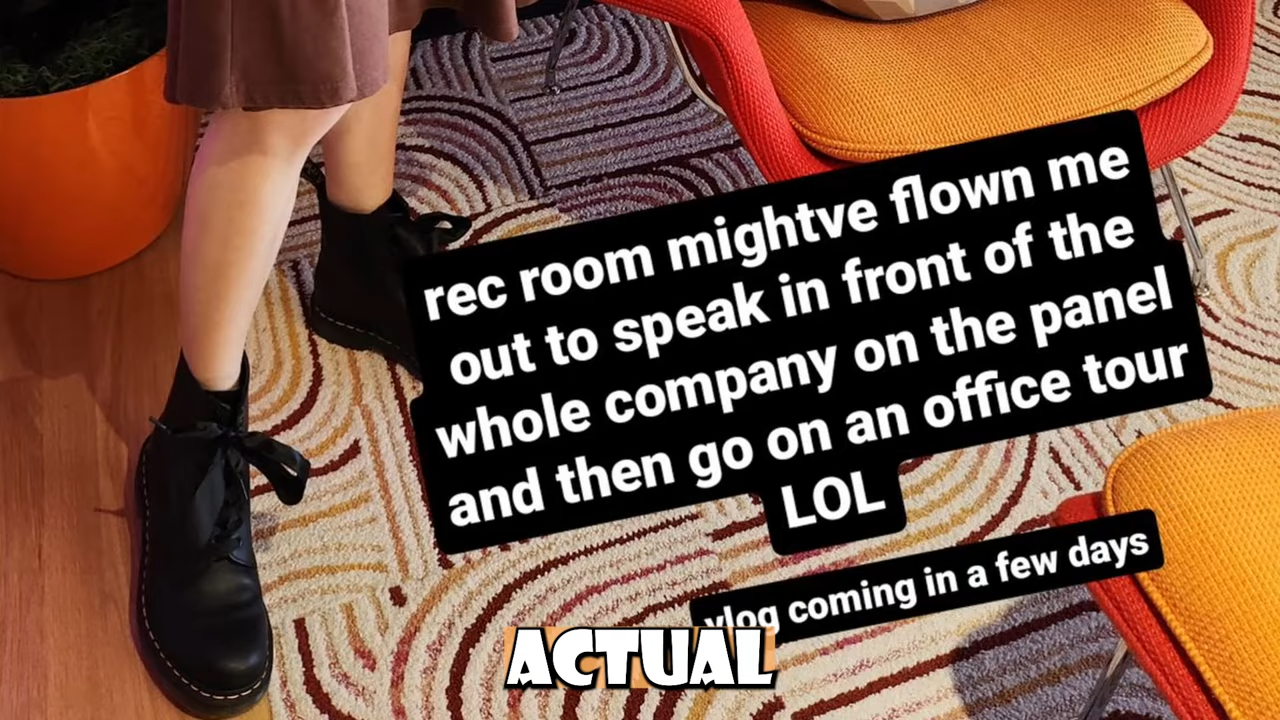 rec room mightve flown me
out to speak in front of the
whole company on the panel
and then go on an office tour
LOL
vlog coming in a few days
ACTUAL